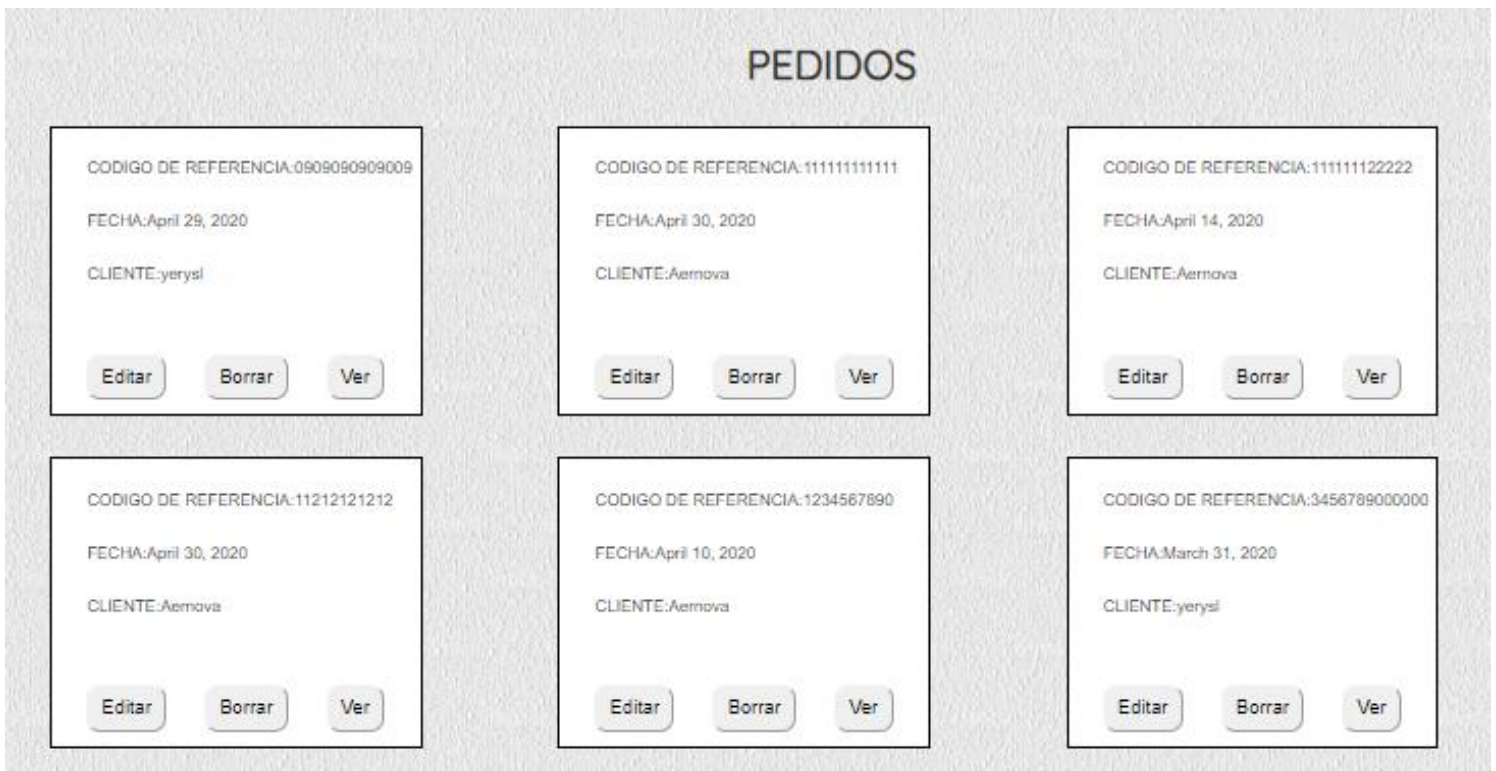 PEDIDOS
CODIGO DE REFERENCIA:0909090909009
FECHA:April 29, 2020
CLIENTE:yerysl
Editar Borrar Ver
CODIGO DE REFERENCIA:111111111111
FECHA:April 30, 2020
CLIENTE:Aernova
Editar Borrar Ver
CODIGO DE REFERENCIA:111111122222
FECHA:April 14, 2020
CLIENTE:Aernova
Editar Borrar Ver
CODIGO DE REFERENCIA:11212121212
FECHA:April 30, 2020
CLIENTE:Aernova
Editar Borrar Ver
CODIGO DE REFERENCIA:1234567890
FECHA:April 10, 2020
CLIENTE:Aernova
Editar Borrar Ver
CODIGO DE REFERENCIA:3456789000000
FECHA:March 31, 2020
CLIENTE:yerysl
Editar Borrar Ver